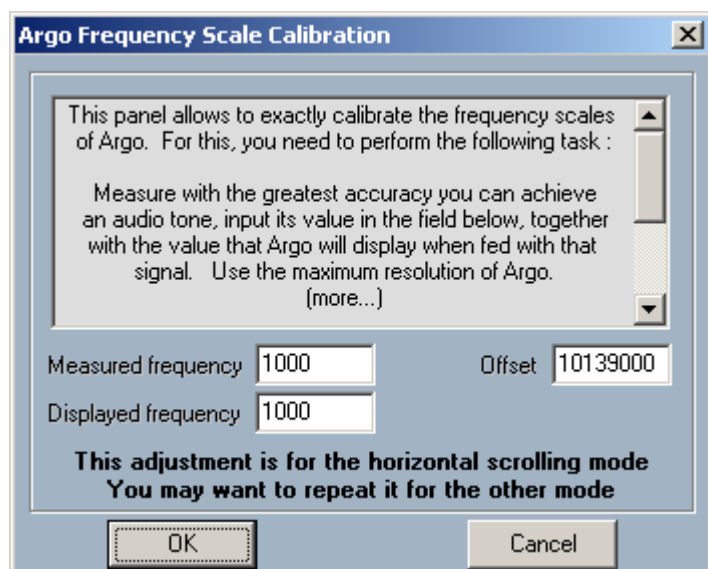 Argo Frequency Scale Calibration
This panel allows to exactly calibrate the frequency scales
of Argo. For this, you need to perform the following task :
Measure with the greatest accuracy you can achieve
an audio tone, input its value in the field below, together
with the value that Argo will display when fed with that
signal. Use the maximum resolution of Argo.
(more...)
Measured frequency 1000 Offset 10139000
Displayed frequency 1000
This adjustment is for the horizontal scrolling mode
You may want to repeat it for the other mode
OK Cancel